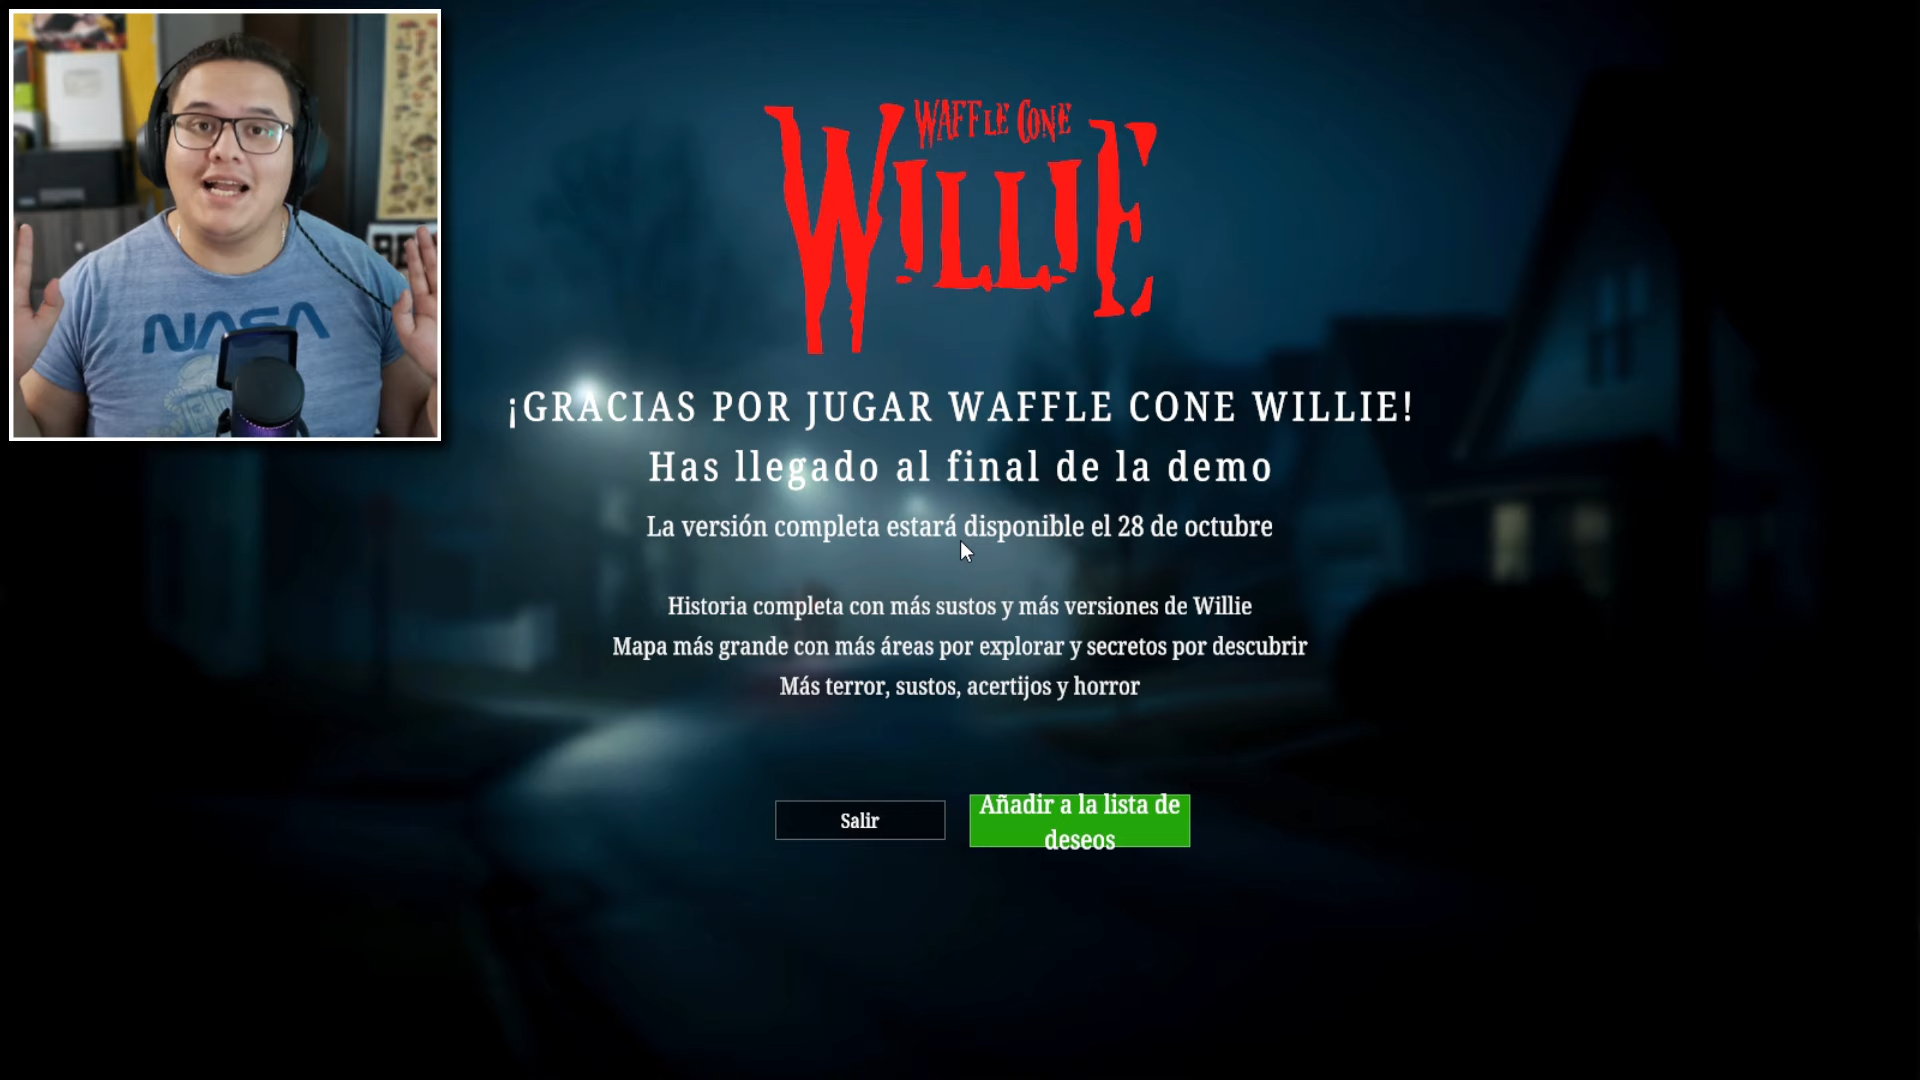 NASA
WAFFLE CONE
WILLIE
¡GRACIAS POR JUGAR WAFFLE CONE WILLIE!
Has llegado al final de la demo
La versión completa estará disponible el 28 de octubre
Historia completa con más sustos y más versiones de Willie
Mapa más grande con más áreas por explorar y secretos por descubrir
Más terror, sustos, acertijos y horror
Salir
Añadir a la lista de
deseos